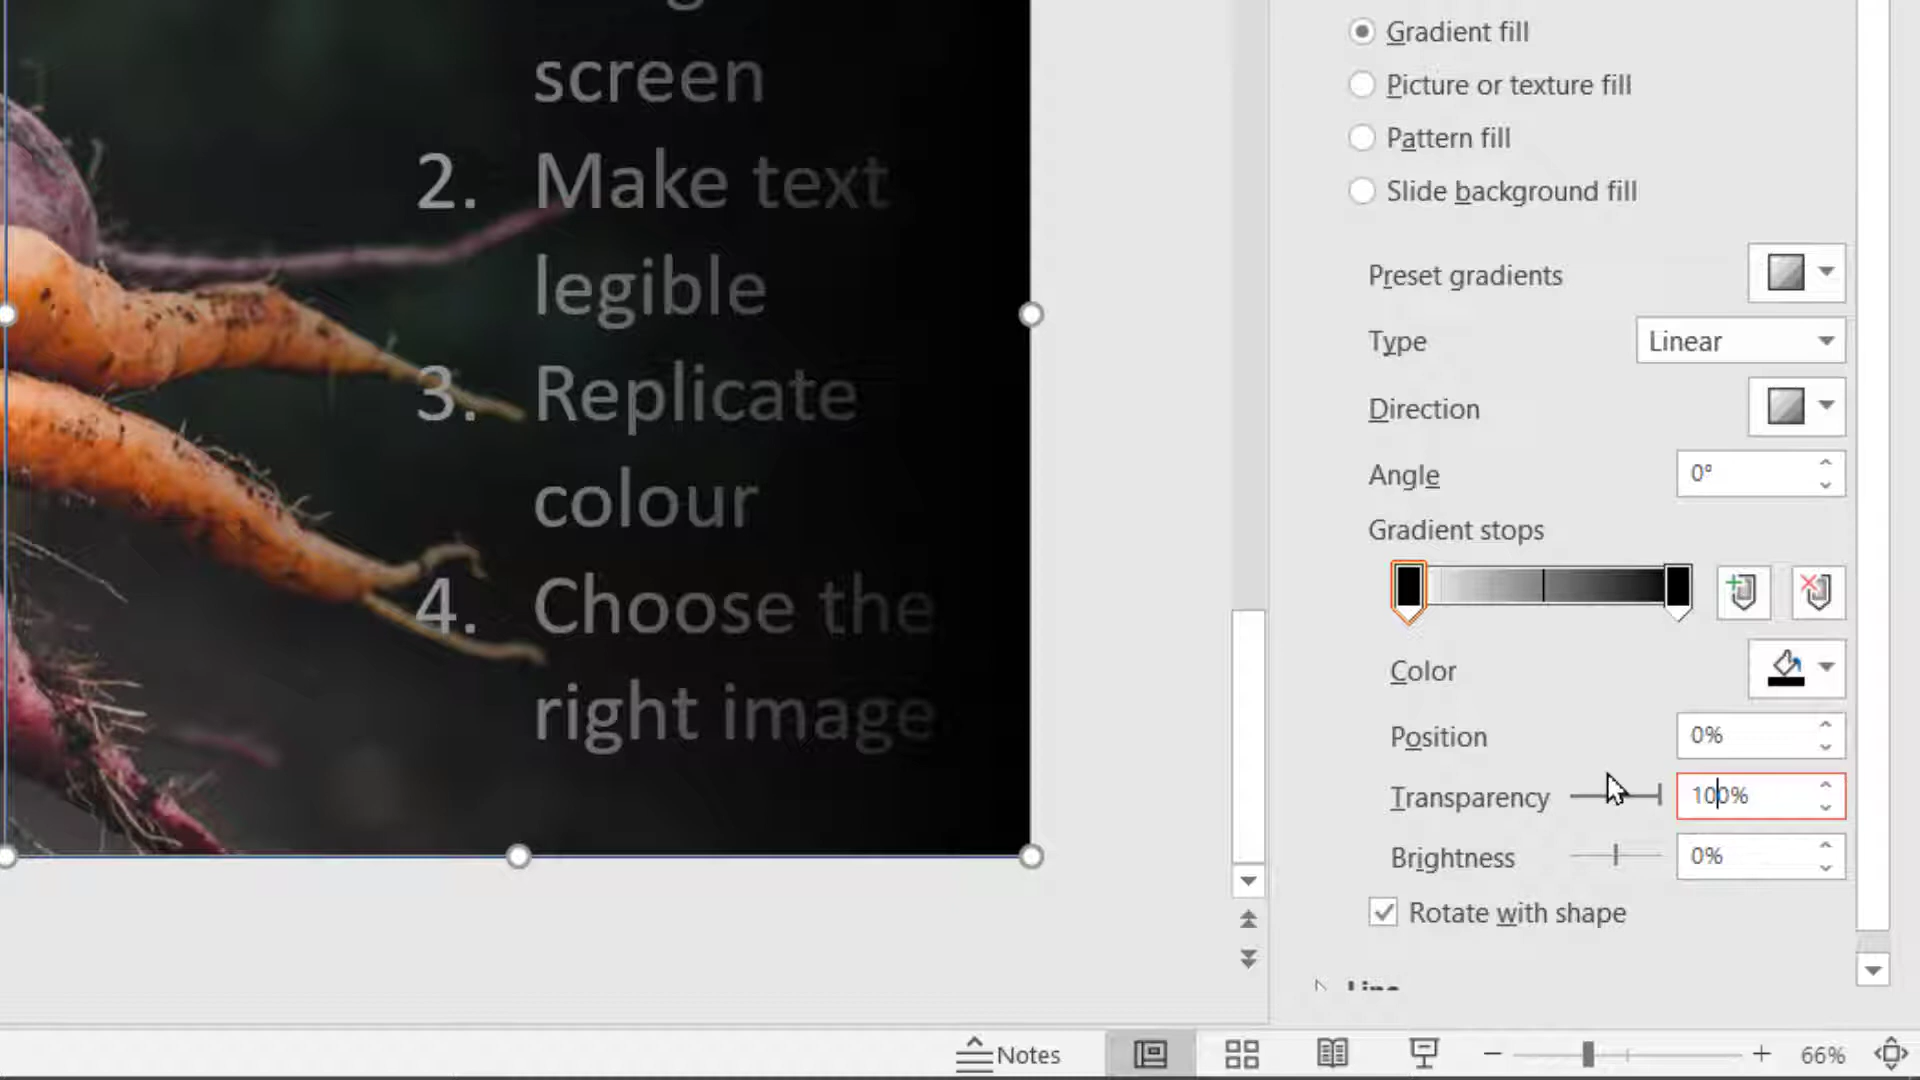 screen
2. Make text
legible
3. Replicate
colour
4. Choose the
right image
Gradient fill
Picture or texture fill
Pattern fill
Slide background fill
Preset gradients
Type Linear
Direction
Angle 0°
Gradient stops
Color
Position 0%
Transparency 100%
Brightness 0%
Rotate with shape
Line
Notes
66%